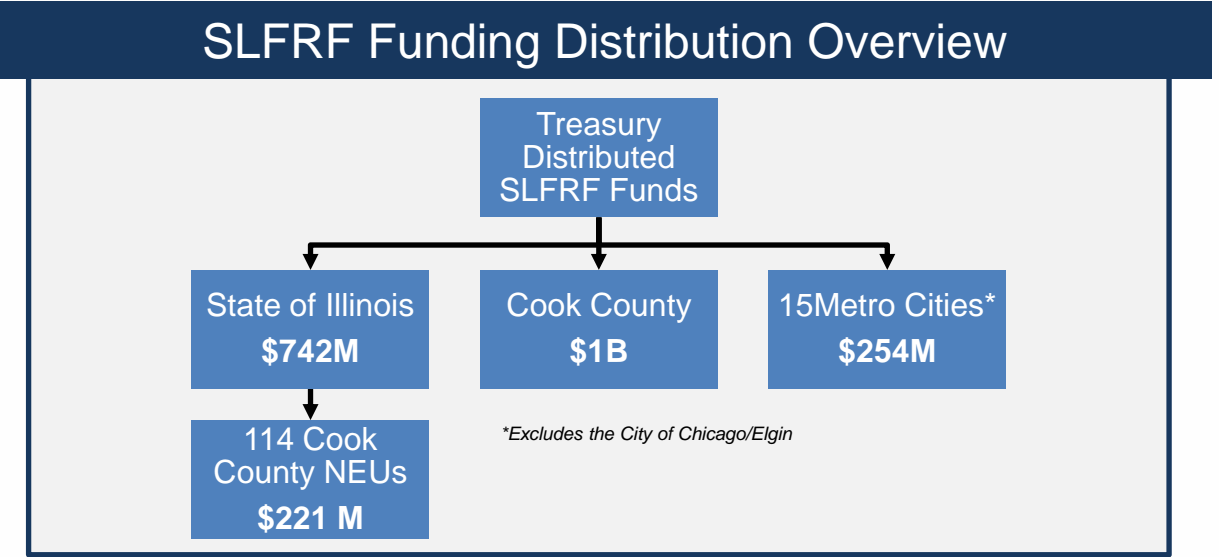 SLFRF Funding Distribution Overview
Treasury
Distributed
SLFRF Funds
State of Illinois
$742M
Cook County
$1B
15Metro Cities*
$254M
114 Cook
County NEUs
$221 M
*Excludes the City of Chicago/Elgin